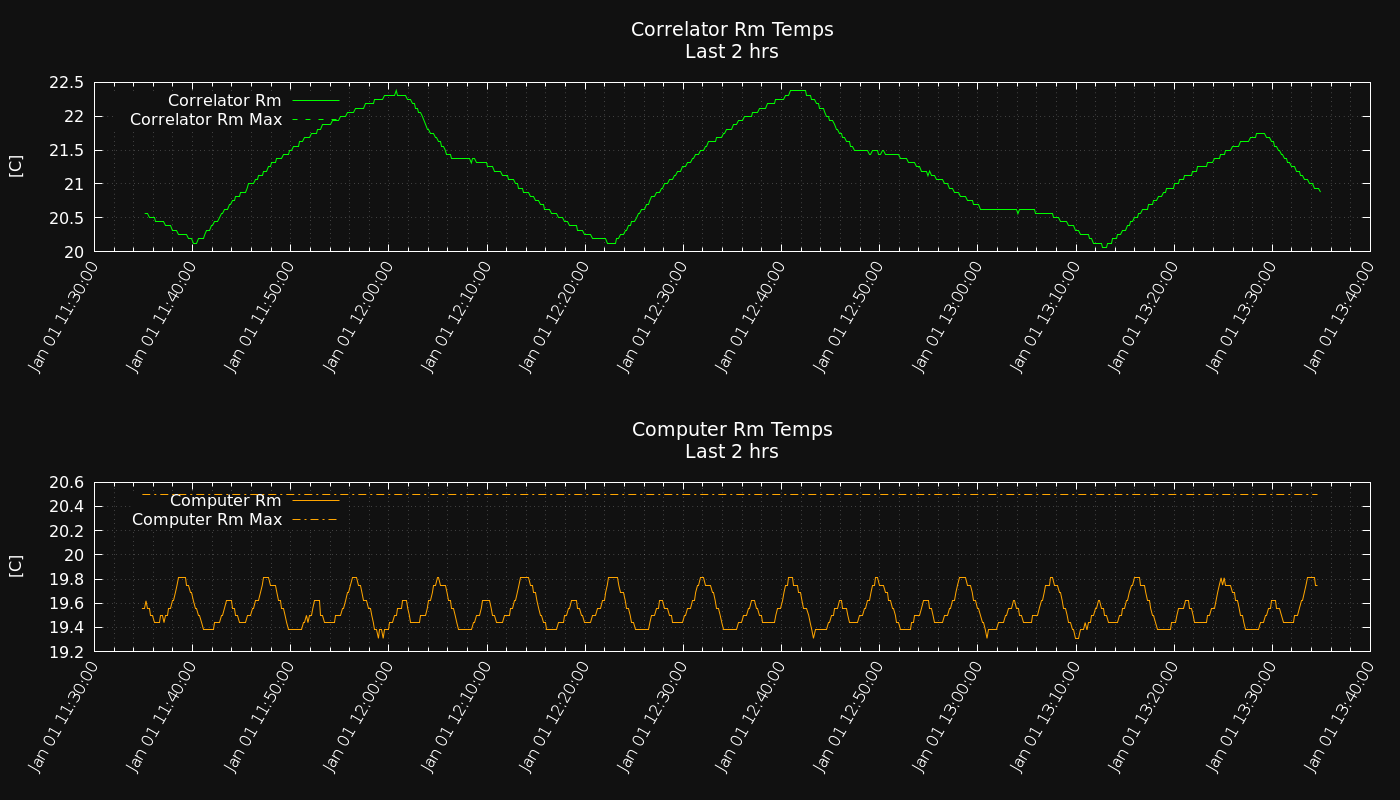 Correlator Rm Temps
Last 2 hrs
22.5
22
21.5
21
20.5
20
[C]
Correlator Rm
Correlator Rm Max
Jan 01 11:30:00
Jan 01 11:40:00
Jan 01 11:50:00
Jan 01 12:00:00
Jan 01 12:10:00
Jan 01 12:20:00
Jan 01 12:30:00
Jan 01 12:40:00
Jan 01 12:50:00
Jan 01 13:00:00
Jan 01 13:10:00
Jan 01 13:20:00
Jan 01 13:30:00
Jan 01 13:40:00
Computer Rm Temps
Last 2 hrs
20.6
20.4
20.2
20
19.8
19.6
19.4
19.2
[C]
Computer Rm
Computer Rm Max
Jan 01 11:30:00
Jan 01 11:40:00
Jan 01 11:50:00
Jan 01 12:00:00
Jan 01 12:10:00
Jan 01 12:20:00
Jan 01 12:30:00
Jan 01 12:40:00
Jan 01 12:50:00
Jan 01 13:00:00
Jan 01 13:10:00
Jan 01 13:20:00
Jan 01 13:30:00
Jan 01 13:40:00